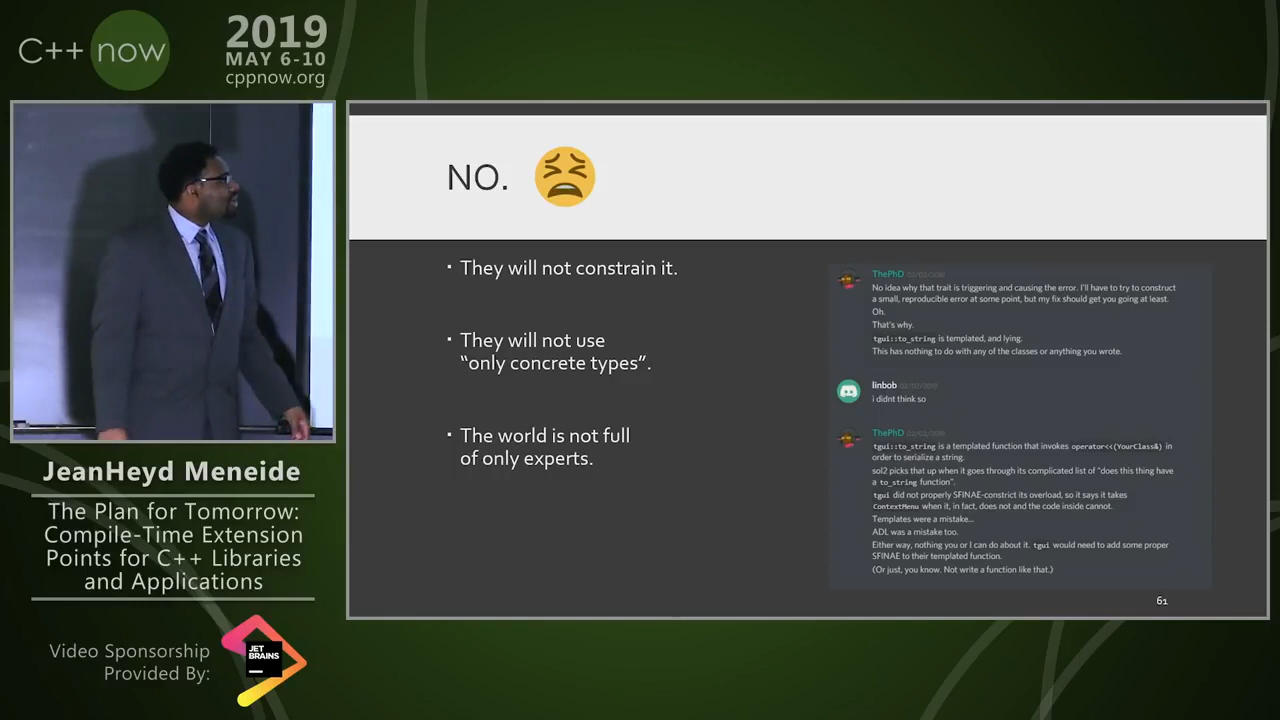 C++ now
2019
MAY 6-10
cppnow.org
NO.
▪ They will not constrain it.
▪ They will not use
“only concrete types”.
▪ The world is not full
of only experts.
ThePhD
No idea why that trait is triggering and causing the error. I'll have to try to construct
a small, reproducible error at some point, but my fix should get you going at least.
Oh.
That's why.
tgui::to_string is templated, and lying.
This has nothing to do with any of the classes or anything you wrote.
linbob
i didnt think so
ThePhD
tgui::to_string is a templated function that invokes operator<<(YourClass&) in
order to serialize a string.
sol2 picks that up when it goes through its complicated list of "does this thing have
a to_string function".
tgui did not properly SFINAE-constrict its overload, so it says it takes
ContextMenu when it, in fact, does not and the code inside cannot.
Templates were a mistake...
ADL was a mistake too.
Either way, nothing you or I can do about it. tgui would need to add some proper
SFINAE to their templated function.
(Or just, you know. Not write a function like that.)
61
JeanHeyd Meneide
The Plan for Tomorrow:
Compile-Time Extension
Points for C++ Libraries
and Applications
Video Sponsorship
Provided By:
JET
BRAINS